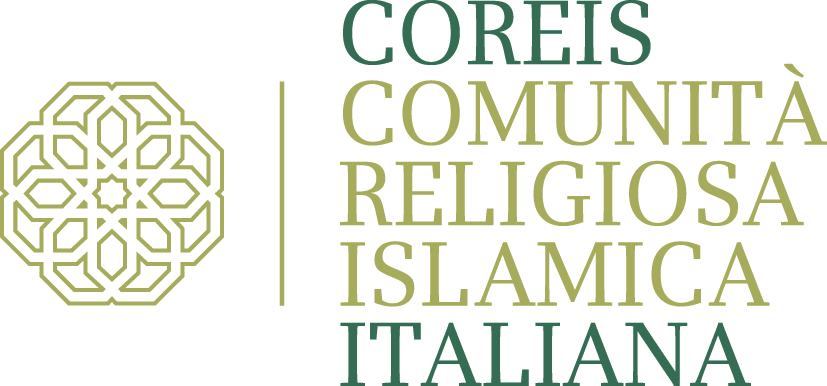 COREIS
COMUNITÀ
RELIGIOSA
ISLAMICA
ITALIANA